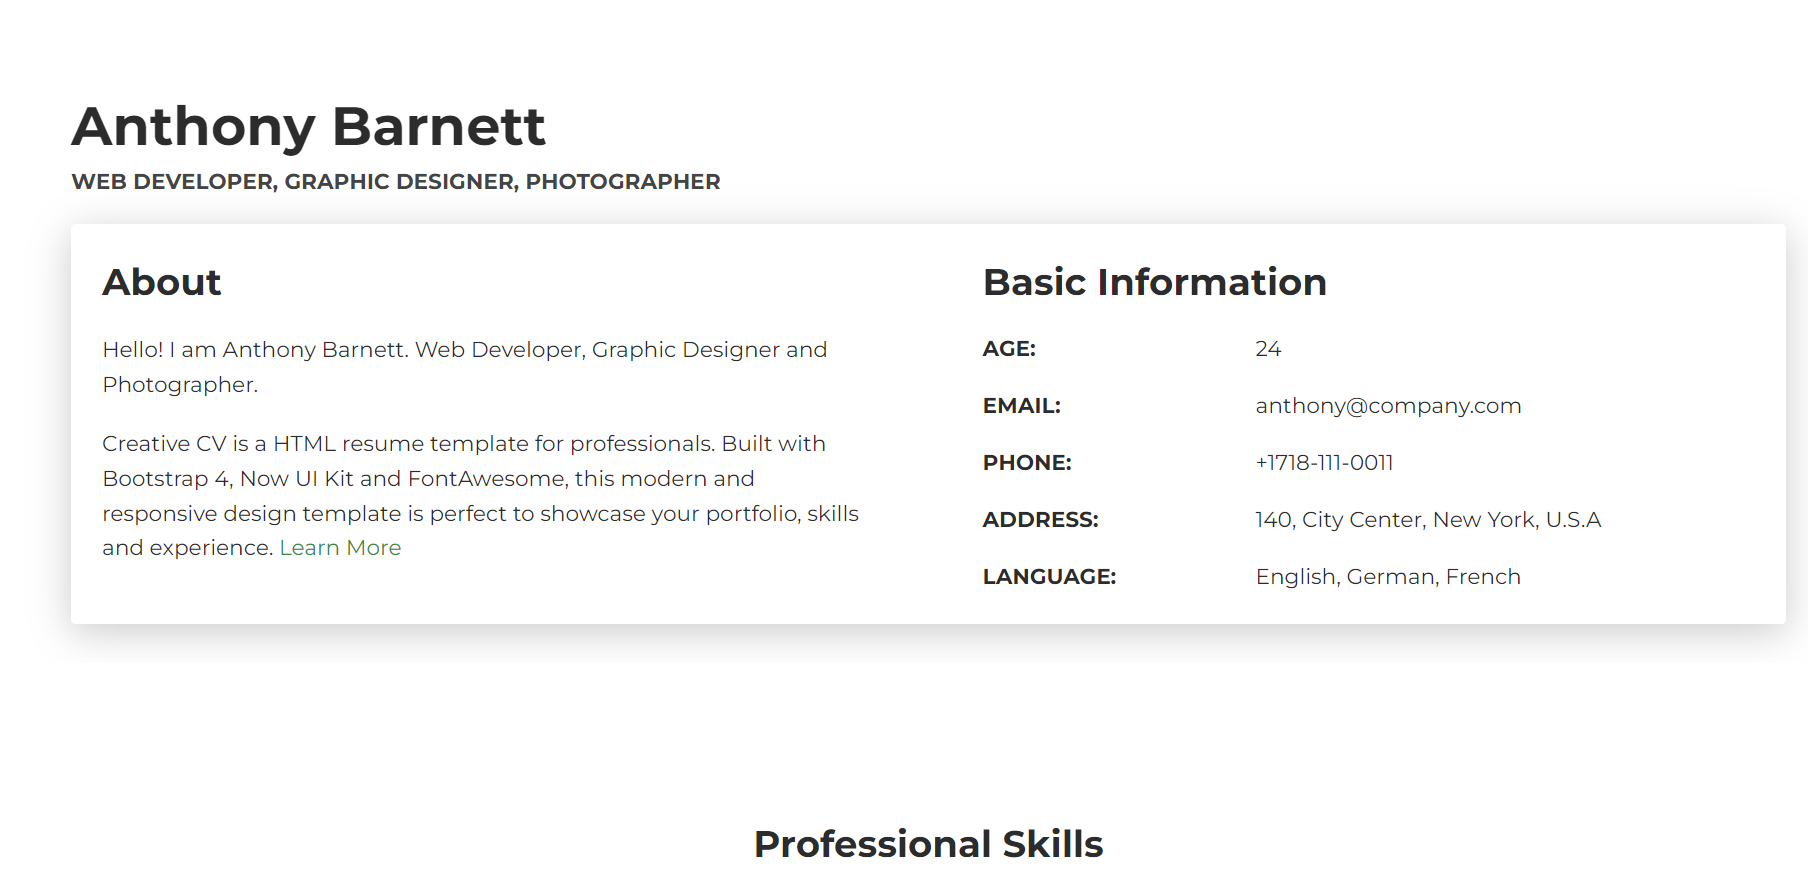 Anthony Barnett
WEB DEVELOPER, GRAPHIC DESIGNER, PHOTOGRAPHER
About
Hello! I am Anthony Barnett. Web Developer, Graphic Designer and
Photographer.
Creative CV is a HTML resume template for professionals. Built with
Bootstrap 4, Now UI Kit and FontAwesome, this modern and
responsive design template is perfect to showcase your portfolio, skills
and experience. Learn More
Basic Information
AGE: 24
EMAIL: anthony@company.com
PHONE: +1718-111-0011
ADDRESS: 140, City Center, New York, U.S.A
LANGUAGE: English, German, French
Professional Skills